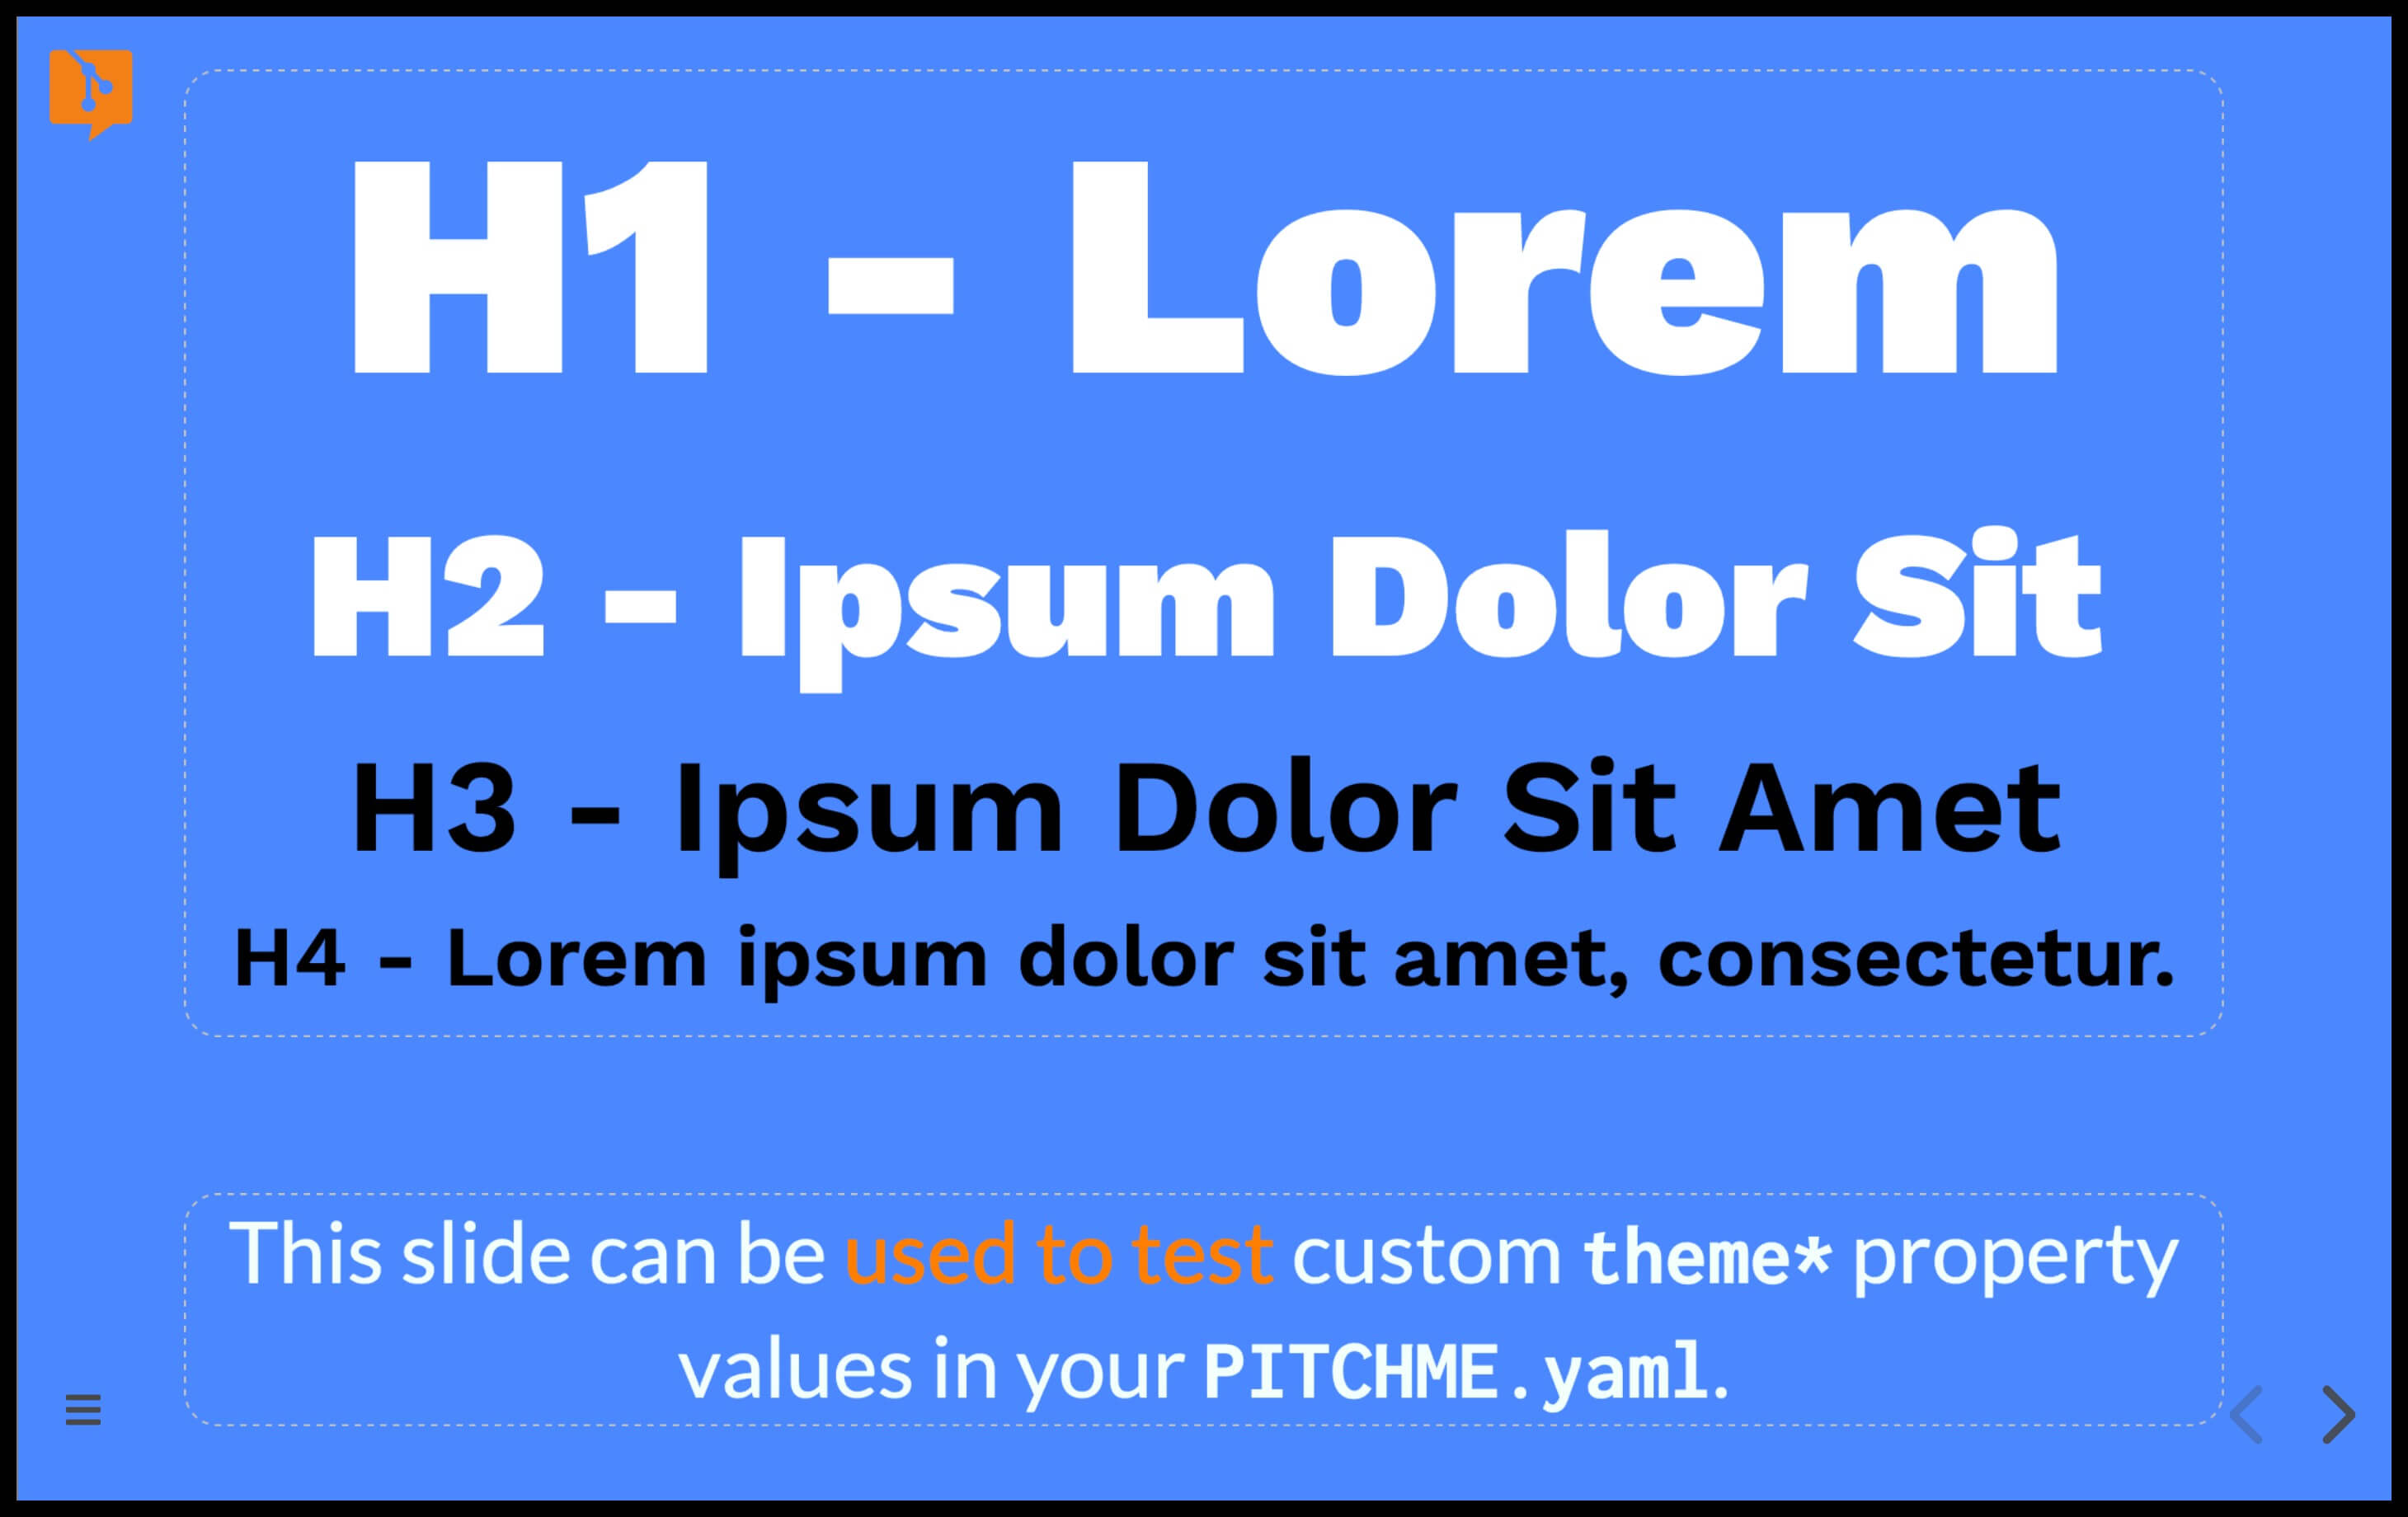 H1 - Lorem
H2 - Ipsum Dolor Sit
H3 - Ipsum Dolor Sit Amet
H4 - Lorem ipsum dolor sit amet, consectetur.
This slide can be used to test custom theme* property
values in your PITCHME.yaml.